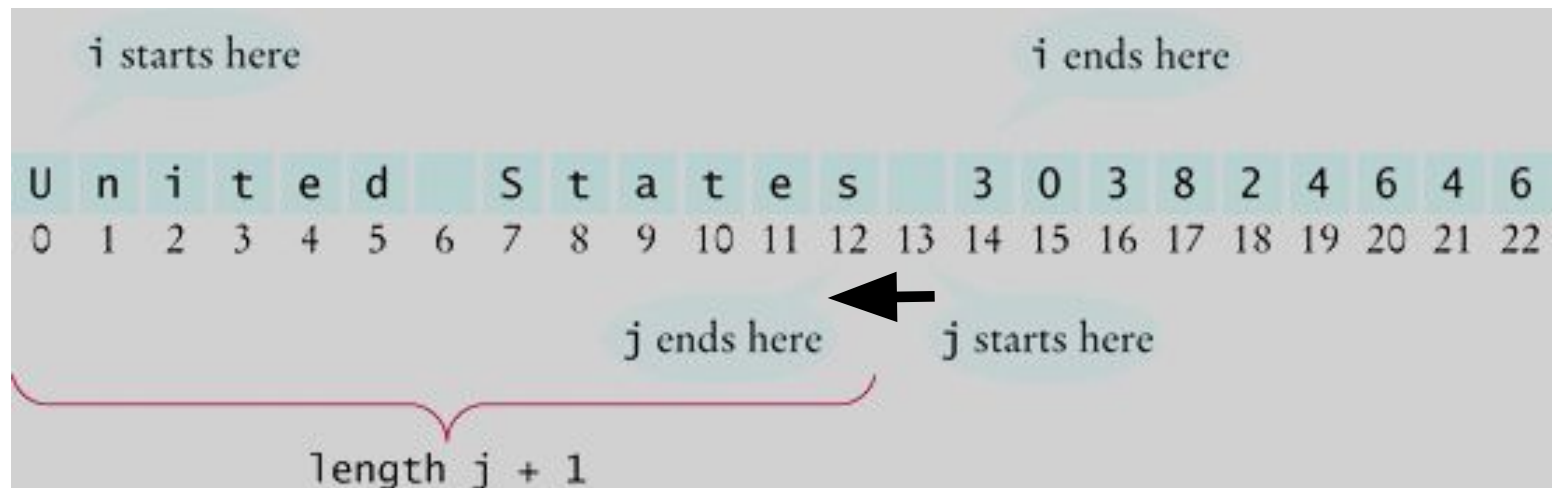 i starts here i ends here
U n i t e d S t a t e s 3 0 3 8 2 4 6 4 6
0 1 2 3 4 5 6 7 8 9 10 11 12 13 14 15 16 17 18 19 20 21 22
j ends here j starts here
length j + 1